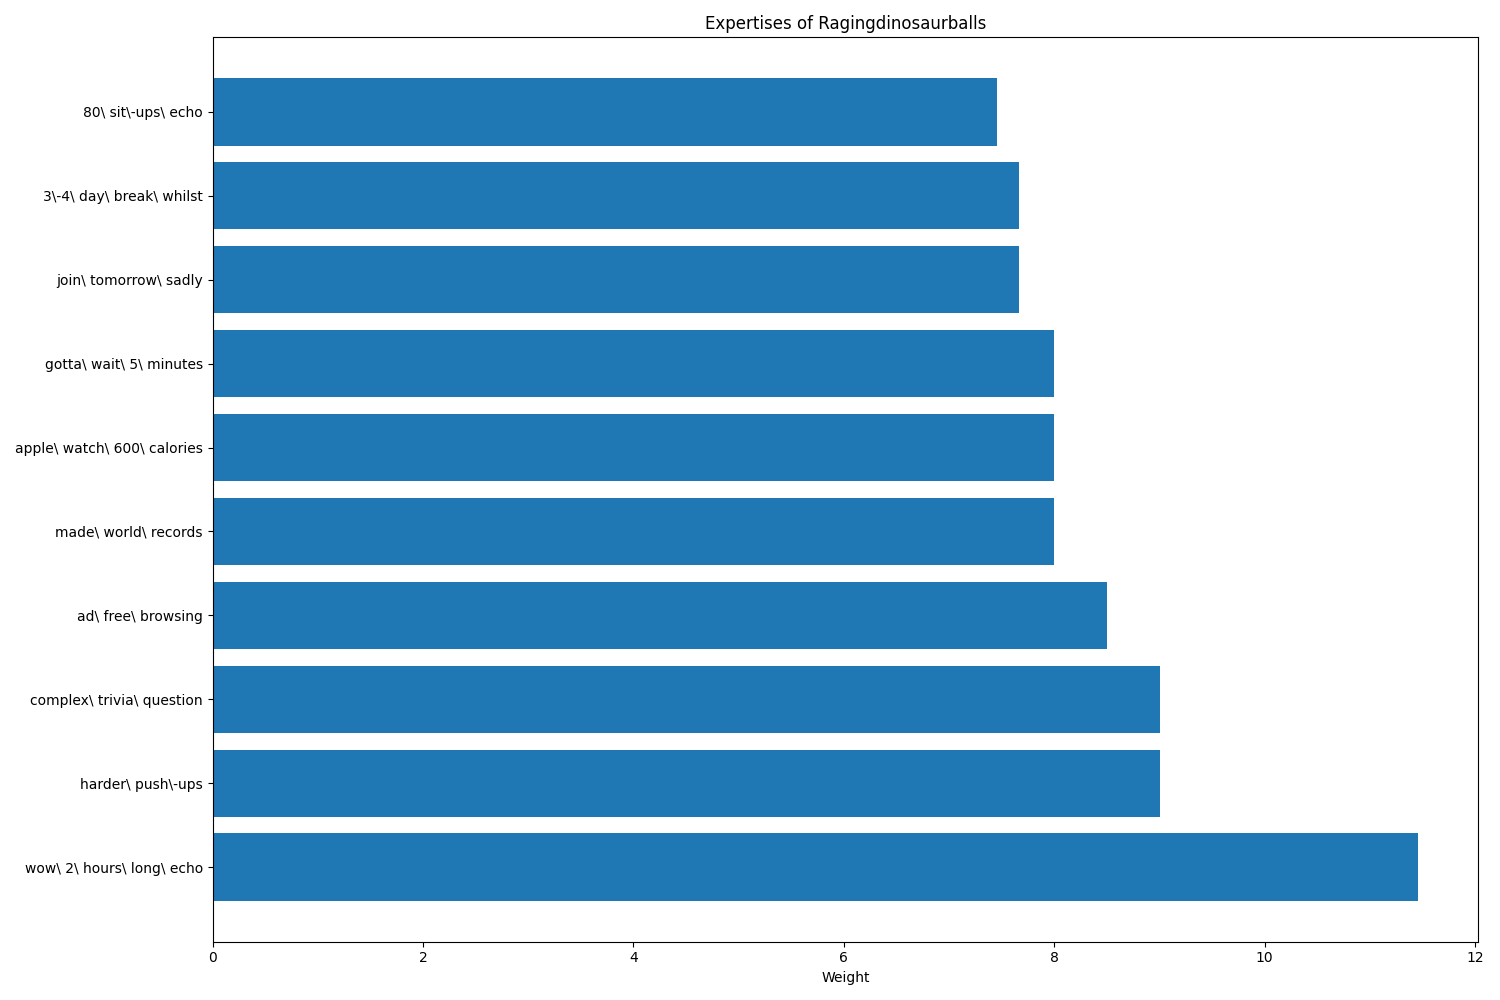 Expertises of Ragingdinosaurballs
80\ sit\-ups\ echo
3\-4\ day\ break\ whilst
join\ tomorrow\ sadly
gotta\ wait\ 5\ minutes
apple\ watch\ 600\ calories
made\ world\ records
ad\ free\ browsing
complex\ trivia\ question
harder\ push\-ups
wow\ 2\ hours\ long\ echo
0 2 4 6 8 10 12
Weight